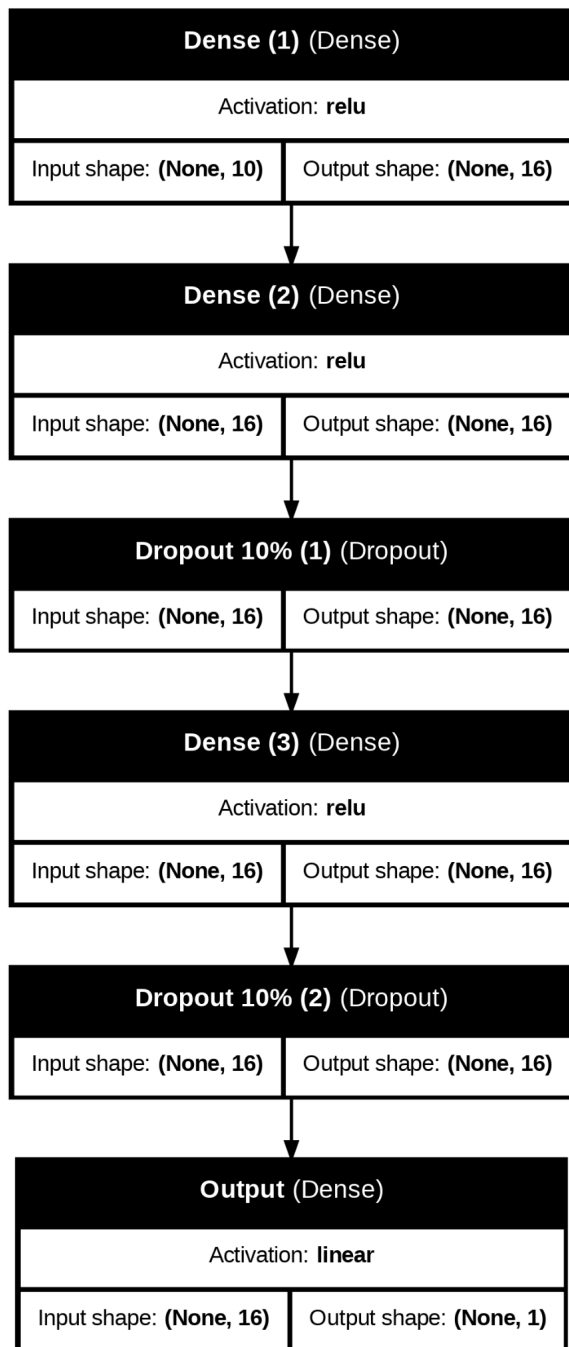 Dense (1) (Dense)
Activation: relu
Input shape: (None, 10) Output shape: (None, 16)
Dense (2) (Dense)
Activation: relu
Input shape: (None, 16) Output shape: (None, 16)
Dropout 10% (1) (Dropout)
Input shape: (None, 16) Output shape: (None, 16)
Dense (3) (Dense)
Activation: relu
Input shape: (None, 16) Output shape: (None, 16)
Dropout 10% (2) (Dropout)
Input shape: (None, 16) Output shape: (None, 16)
Output (Dense)
Activation: linear
Input shape: (None, 16) Output shape: (None, 1)